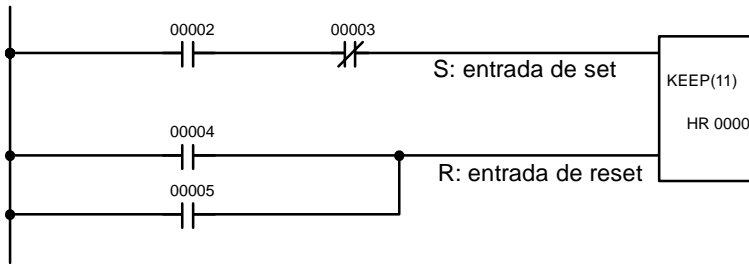 00002
00003
S: entrada de set
KEEP(11)
HR 0000
00004
R: entrada de reset
00005